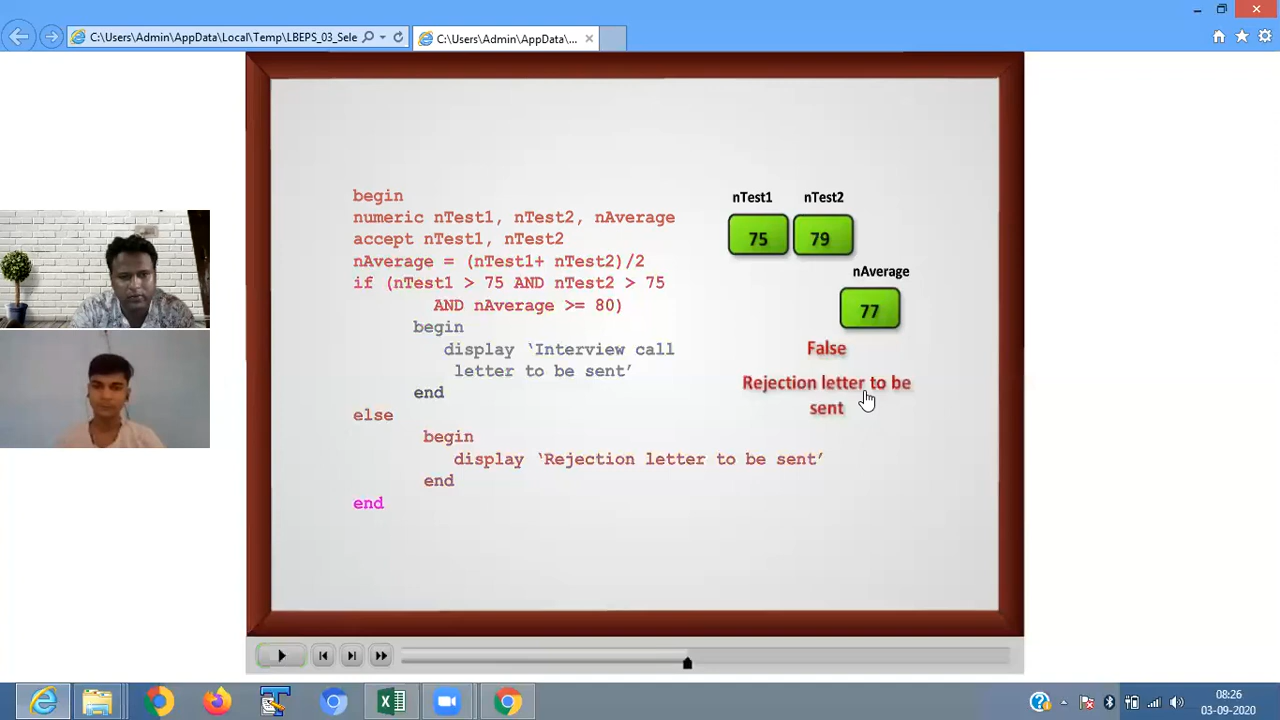 C:\Users\Admin\AppData\Local\Temp\LBEPS_03_Sele
C:\Users\Admin\AppData\...
begin
numeric nTest1, nTest2, nAverage
accept nTest1, nTest2
nAverage = (nTest1+ nTest2)/2
if (nTest1 > 75 AND nTest2 > 75
AND nAverage >= 80)
begin
display ‘Interview call
letter to be sent’
end
else
begin
display ‘Rejection letter to be sent’
end
end
nTest1 nTest2
75 79
nAverage
77
False
Rejection letter to be
sent
08:26
03-09-2020